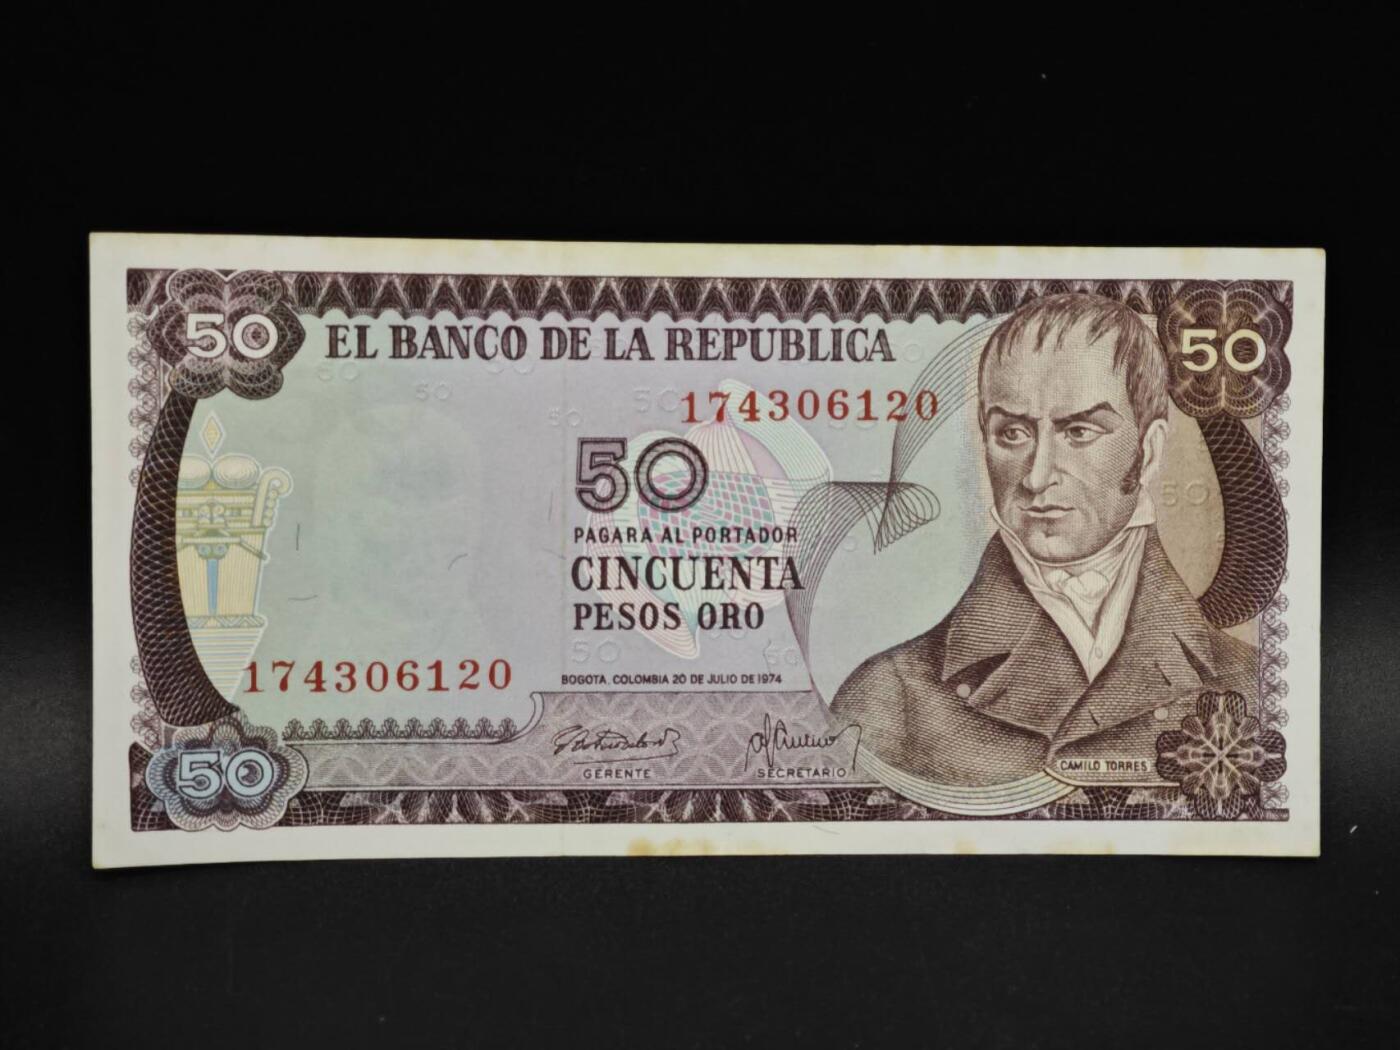 50
EL BANCO DE LA REPUBLICA
50
174306120
50
PAGARA AL PORTADOR
CINCUENTA
PESOS ORO
174306120
BOGOTA, COLOMBIA 20 DE JULIO DE 1974
GERENTE
SECRETARIO
CAMILO TORRES
50